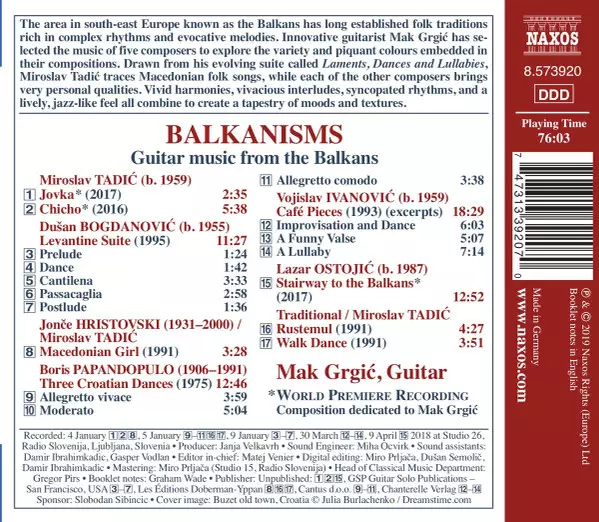 The area in south-east Europe known as the Balkans has long established folk traditions
rich in complex rhythms and evocative melodies. Innovative guitarist Mak Grgić has se-
lected the music of five composers to explore the variety and piquant colours embedded in
their compositions. Drawn from his evolving suite called Laments, Dances and Lullabies,
Miroslav Tadić traces Macedonian folk songs, while each of the other composers brings
very personal qualities. Vivid harmonies, vivacious interludes, syncopated rhythms, and a
lively, jazz-like feel all combine to create a tapestry of moods and textures.
BALKANISMS
Guitar music from the Balkans
Miroslav TADIĆ (b. 1959)
1 Jovka* (2017) 2:35
2 Chicho* (2016) 5:38
Dušan BOGDANOVIĆ (b. 1955)
Levantine Suite (1995) 11:27
3 Prelude 1:24
4 Dance 1:42
5 Cantilena 3:33
6 Passacaglia 2:58
7 Postlude 1:36
Jonče HRISTOVSKI (1931–2000) /
Miroslav TADIĆ
8 Macedonian Girl (1991) 3:28
Boris PAPANDOPULO (1906–1991)
Three Croatian Dances (1975) 12:46
9 Allegretto vivace 3:59
10 Moderato 5:04
11 Allegretto comodo 3:38
Vojislav IVANOVIĆ (b. 1959)
Café Pieces (1993) (excerpts) 18:29
12 Improvisation and Dance 6:03
13 A Funny Valse 5:07
14 A Lullaby 7:14
Lazar OSTOJIĆ (b. 1987)
15 Stairway to the Balkans*
(2017) 12:52
Traditional / Miroslav TADIĆ
16 Rustemul (1991) 4:27
17 Walk Dance (1991) 3:51
Mak Grgić, Guitar
*WORLD PREMIERE RECORDING
Composition dedicated to Mak Grgić
Recorded: 4 January 1 2 8, 5 January 9–11 16 17, 9 January 3–7, 30 March 12–14, 9 April 15 2018 at Studio 26,
Radio Slovenija, Ljubljana, Slovenia • Producer: Janja Velkavrh • Sound Engineer: Miha Ocvirk • Sound assistants:
Damir Ibrahimkadic, Gasper Vodlan • Editor in-chief: Matej Venier • Digital editing: Miro Prljača, Dušan Semolič,
Damir Ibrahimkadic • Mastering: Miro Prljača (Studio 15, Radio Slovenija) • Head of Classical Music Department:
Gregor Pirs • Booklet notes: Graham Wade • Publisher: Unpublished: 1 2 15, GSP Guitar Solo Publications –
San Francisco, USA 3–7, Les Éditions Doberman-Yppan 8 16 17, Cantus d.o.o. 9–11, Chanterelle Verlag 12–14
Sponsor: Slobodan Sibincic • Cover image: Buzet old town, Croatia © Julia Burlachenko / Dreamstime.com
NAXOS
8.573920
DDD
Playing Time
76:03
7 47313 39207 0
℗ & © 2019 Naxos Rights (Europe) Ltd
Booklet notes in English
Made in Germany
www.naxos.com